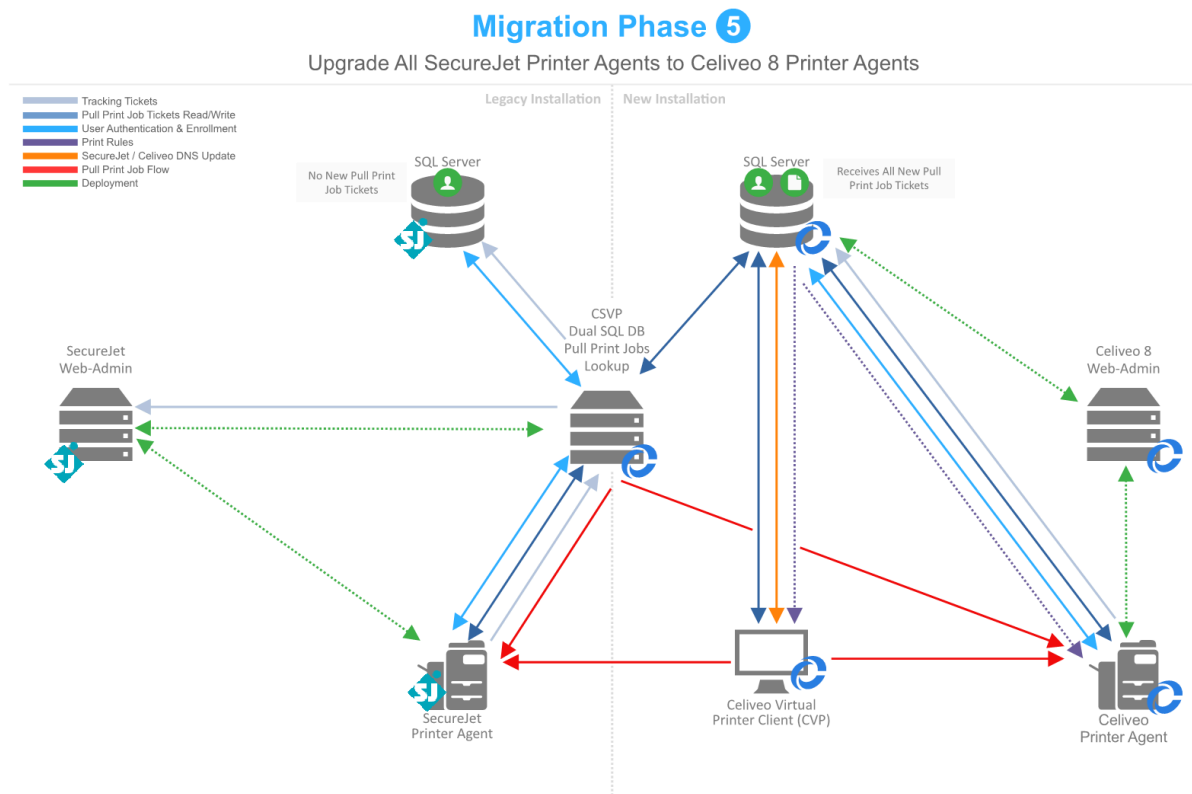 Migration Phase 5
Upgrade All SecureJet Printer Agents to Celiveo 8 Printer Agents
Legacy Installation
New Installation
Tracking Tickets
Pull Print Job Tickets Read/Write
User Authentication & Enrollment
Print Rules
SecureJet / Celiveo DNS Update
Pull Print Job Flow
Deployment
SQL Server
No New Pull Print
Job Tickets
SJ
SQL Server
Receives All New Pull
Print Job Tickets
CSVP
Dual SQL DB
Pull Print Jobs
Lookup
SecureJet
Web-Admin
SJ
Celiveo 8
Web-Admin
SJ
SecureJet
Printer Agent
Celiveo Virtual
Printer Client (CVP)
Celiveo
Printer Agent